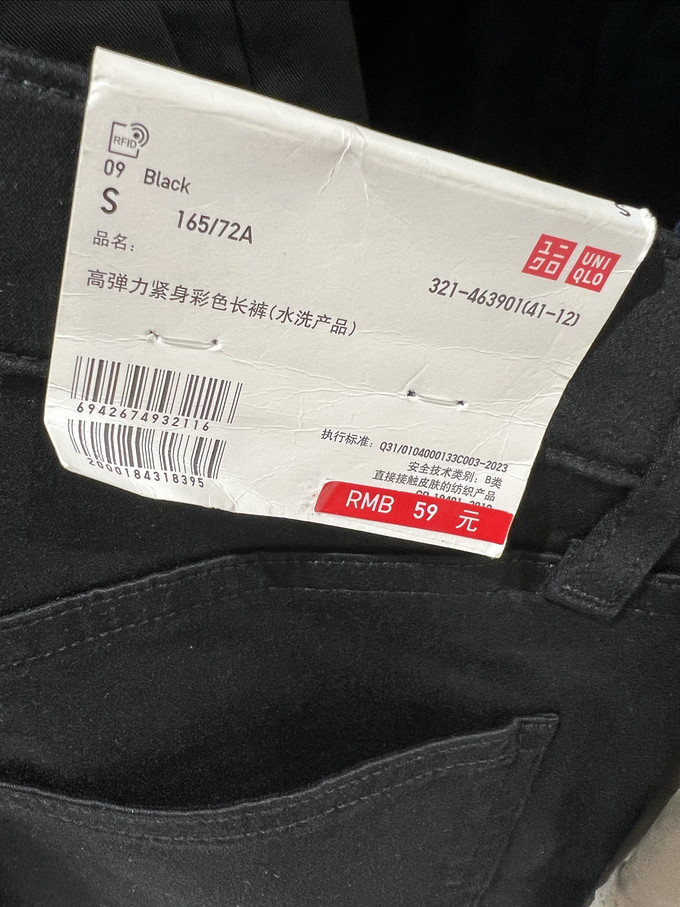 RFID
09 Black
S 165/72A
S
ユニクロ
UNIQLO
品名：
321-463901(41-12)
高弹力紧身彩色长裤(水洗产品)
6942674932116
2000184318395
执行标准：Q31/0104000133C003-2023
安全技术类别：B类
直接接触皮肤的纺织产品
RMB 59 元